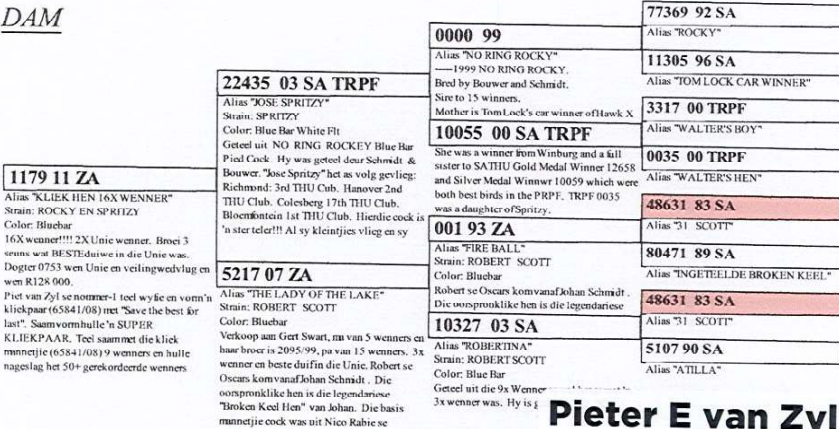 DAM
1179 11 ZA
Alias "KLIEK HEN 16X WENNER"
Strain: ROCKY EN SPRITZY
Color: Bluebar
16X wenner!!!! 2X Unie wenner. Broei 3
seuns wat BESTEduiwe in die Unie was.
Dogter 0753 wen Unie en veilingwedvlug en
wen R128 000.
Piet van Zyl se nommer-1 teel wyfie en vorm'n
kliekpaar (65841/08) met "Save the best for
last". Saamvormhulle 'n SUPER
KLIEKPAAR. Teel saammet die kliek
mannetjie (65841/08) 9 wenners en hulle
nageslag het 50+ gerekordeerde wenners
22435 03 SA TRPF
Alias "JOSE SPRITZY"
Strain: SPRITZY
Color: Blue Bar White Flt
Geteel uit NO RING ROCKEY Blue Bar
Pied Cock. Hy was geteel deur Schmidt &
Bouwer. "Jose Spritzy" het as volg gevlieg:
Richmond: 3rd THU Cub. Hanover 2nd
THU Club. Colesberg 17th THU Club.
Bloemfontein 1st THU Club. Hierdie cock is
'n ster teler!!! Al sy kleintjies vlieg en sy
5217 07 ZA
Alias "THE LADY OF THE LAKE"
Strain: ROBERT SCOTT
Color: Bluebar
Verkoop aan Gert Swart, ma van 5 wenners en
haar broer is 2095/99, pa van 15 wenners. 3x
wenner en beste duif in die Unie. Robert se
Oscars kom vanaf Johan Schmidt . Die
oorspronklike hen is die legendariese
"Broken Keel Hen" van Johan. Die basis
mannetjie cock was uit Nico Rabie se
0000 99
Alias "NO RING ROCKY"
-----1999 NO RING ROCKY.
Bred by Bouwer and Schmidt.
Sire to 15 winners.
Mother is Tom Lock's car winner of Hawk X
10055 00 SA TRPF
She was a winner from Winburg and a full
sister to SATHU Gold Medal Winner 12658
and Silver Medal Winnwr 10059 which were
both best birds in the PRPF. TRPF 0035
was a daughter of Spritzy.
001 93 ZA
Alias "FIRE BALL"
Strain: ROBERT SCOTT
Color: Bluebar
Robert se Oscars kom vanaf Johan Schmidt .
Die oorspronklike hen is die legendariese
10327 03 SA
Alias "ROBERTINA"
Strain: ROBERT SCOTT
Color: Blue Bar
Geteel uit die 9x Wenner
3x wenner was. Hy is g
77369 92 SA
Alias "ROCKY"
11305 96 SA
Alias "TOM LOCK CAR WINNER"
3317 00 TRPF
Alias "WALTER'S BOY"
0035 00 TRPF
Alias "WALTER'S HEN"
48631 83 SA
Alias "31 SCOTT"
80471 89 SA
Alias "INGETEELDE BROKEN KEEL"
48631 83 SA
Alias "31 SCOTT"
5107 90 SA
Alias "ATILLA"
Pieter E van Zyl